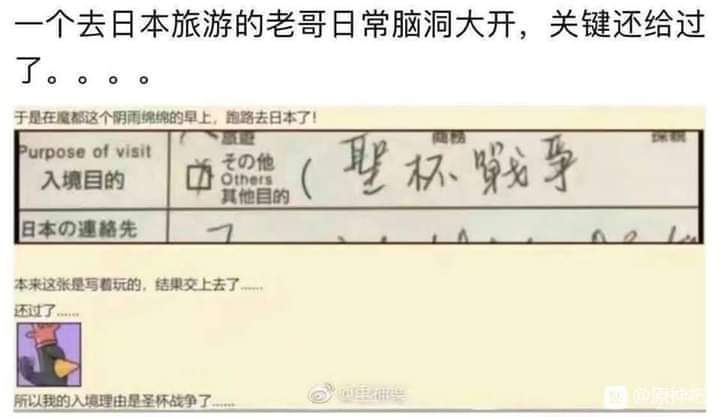 一个去日本旅游的老哥日常脑洞大开，关键还给过
了。。。。
于是在魔都这个阴雨绵绵的早上，跑路去日本了！
Purpose of visit
入境目的
その他
Others
其他目的
( 聖杯戦争
日本の連絡先
本来这张是写着玩的，结果交上去了......
还过了......
所以我的入境理由是圣杯战争了......